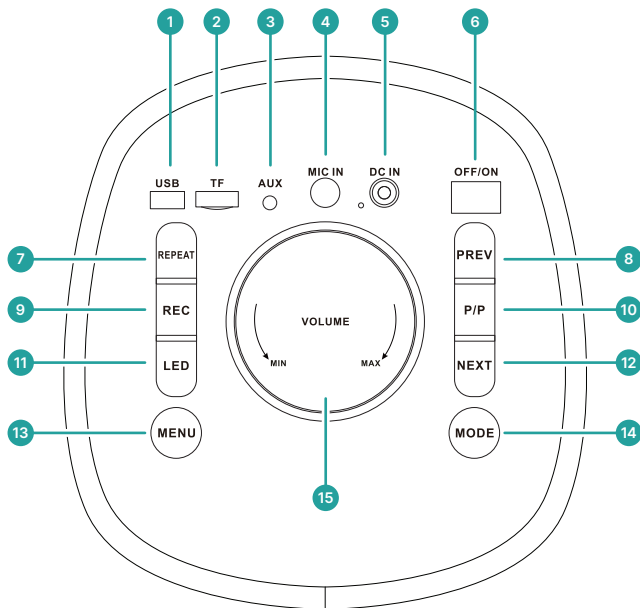 1 2 3 4 5 6
USB TF AUX MIC IN DC IN OFF/ON
7 REPEAT PREV 8
9 REC VOLUME P/P 10
11 LED MIN MAX NEXT 12
13 MENU MODE 14
15